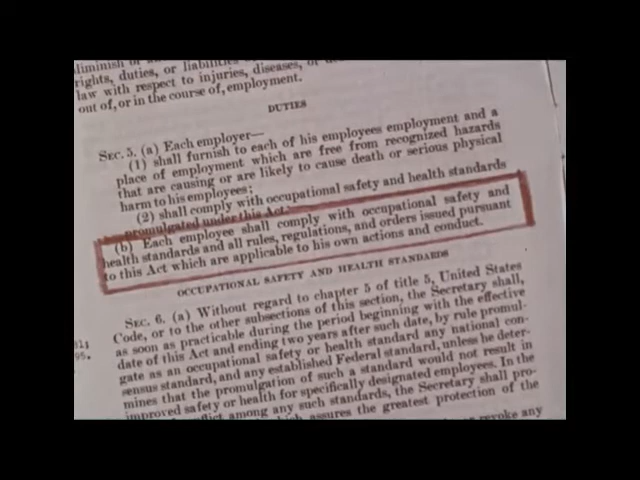 diminish or
rights, duties, or liabilities
law with respect to injuries, diseases, or
out of, or in the course of, employment.
DUTIES
SEC. 5. (a) Each employer—
(1) shall furnish to each of his employees employment and a
place of employment which are free from recognized hazards
that are causing or are likely to cause death or serious physical
harm to his employees;
(2) shall comply with occupational safety and health standards
promulgated under this Act.
(b) Each employee shall comply with occupational safety and
health standards and all rules, regulations, and orders issued pursuant
to this Act which are applicable to his own actions and conduct.
OCCUPATIONAL SAFETY AND HEALTH STANDARDS
SEC. 6. (a) Without regard to chapter 5 of title 5, United States
Code, or to the other subsections of this section, the Secretary shall,
as soon as practicable during the period beginning with the effective
date of this Act and ending two years after such date, by rule promul-
gate as an occupational safety or health standard any national con-
sensus standard, and any established Federal standard, unless he deter-
mines that the promulgation of such a standard would not result in
improved safety or health for specifically designated employees. In the
among any such standards, the Secretary shall pro-
assures the greatest protection of the
revoke any